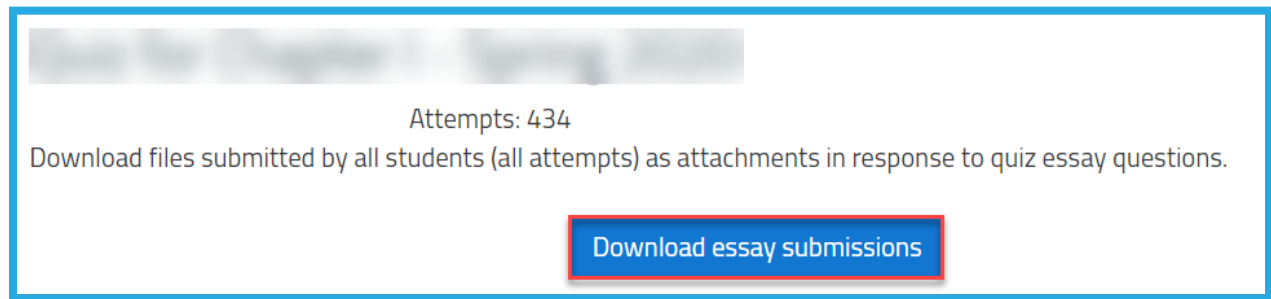 Attempts: 434
Download files submitted by all students (all attempts) as attachments in response to quiz essay questions.
Download essay submissions